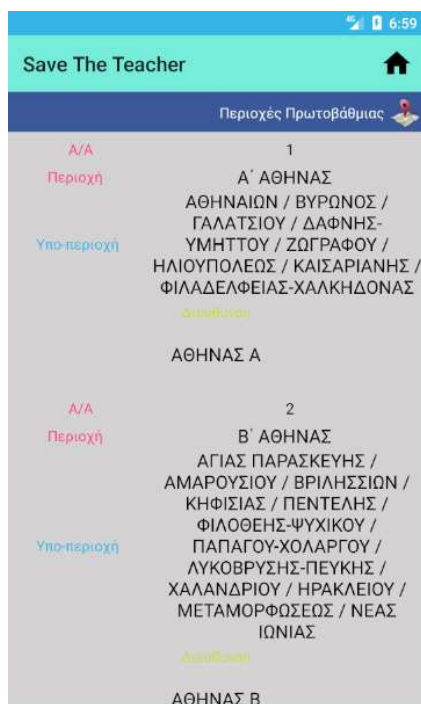 4G 6:59
Save The Teacher
Περιοχές Πρωτοβάθμιας
Α/Α 1
Περιοχή Α΄ ΑΘΗΝΑΣ
Υπο-περιοχή ΑΘΗΝΑΙΩΝ / ΒΥΡΩΝΟΣ /
ΓΑΛΑΤΣΙΟΥ / ΔΑΦΝΗΣ-
ΥΜΗΤΤΟΥ / ΖΩΓΡΑΦΟΥ /
ΗΛΙΟΥΠΟΛΕΩΣ / ΚΑΙΣΑΡΙΑΝΗΣ /
ΦΙΛΑΔΕΛΦΕΙΑΣ-ΧΑΛΚΗΔΟΝΑΣ
Διεύθυνση
ΑΘΗΝΑΣ Α
Α/Α 2
Περιοχή Β΄ ΑΘΗΝΑΣ
Υπο-περιοχή ΑΓΙΑΣ ΠΑΡΑΣΚΕΥΗΣ /
ΑΜΑΡΟΥΣΙΟΥ / ΒΡΙΛΗΣΣΙΩΝ /
ΚΗΦΙΣΙΑΣ / ΠΕΝΤΕΛΗΣ /
ΦΙΛΟΘΕΗΣ-ΨΥΧΙΚΟΥ /
ΠΑΠΑΓΟΥ-ΧΟΛΑΡΓΟΥ /
ΛΥΚΟΒΡΥΣΗΣ-ΠΕΥΚΗΣ /
ΧΑΛΑΝΔΡΙΟΥ / ΗΡΑΚΛΕΙΟΥ /
ΜΕΤΑΜΟΡΦΩΣΕΩΣ / ΝΕΑΣ
ΙΩΝΙΑΣ
Διεύθυνση
ΑΘΗΝΑΣ Β